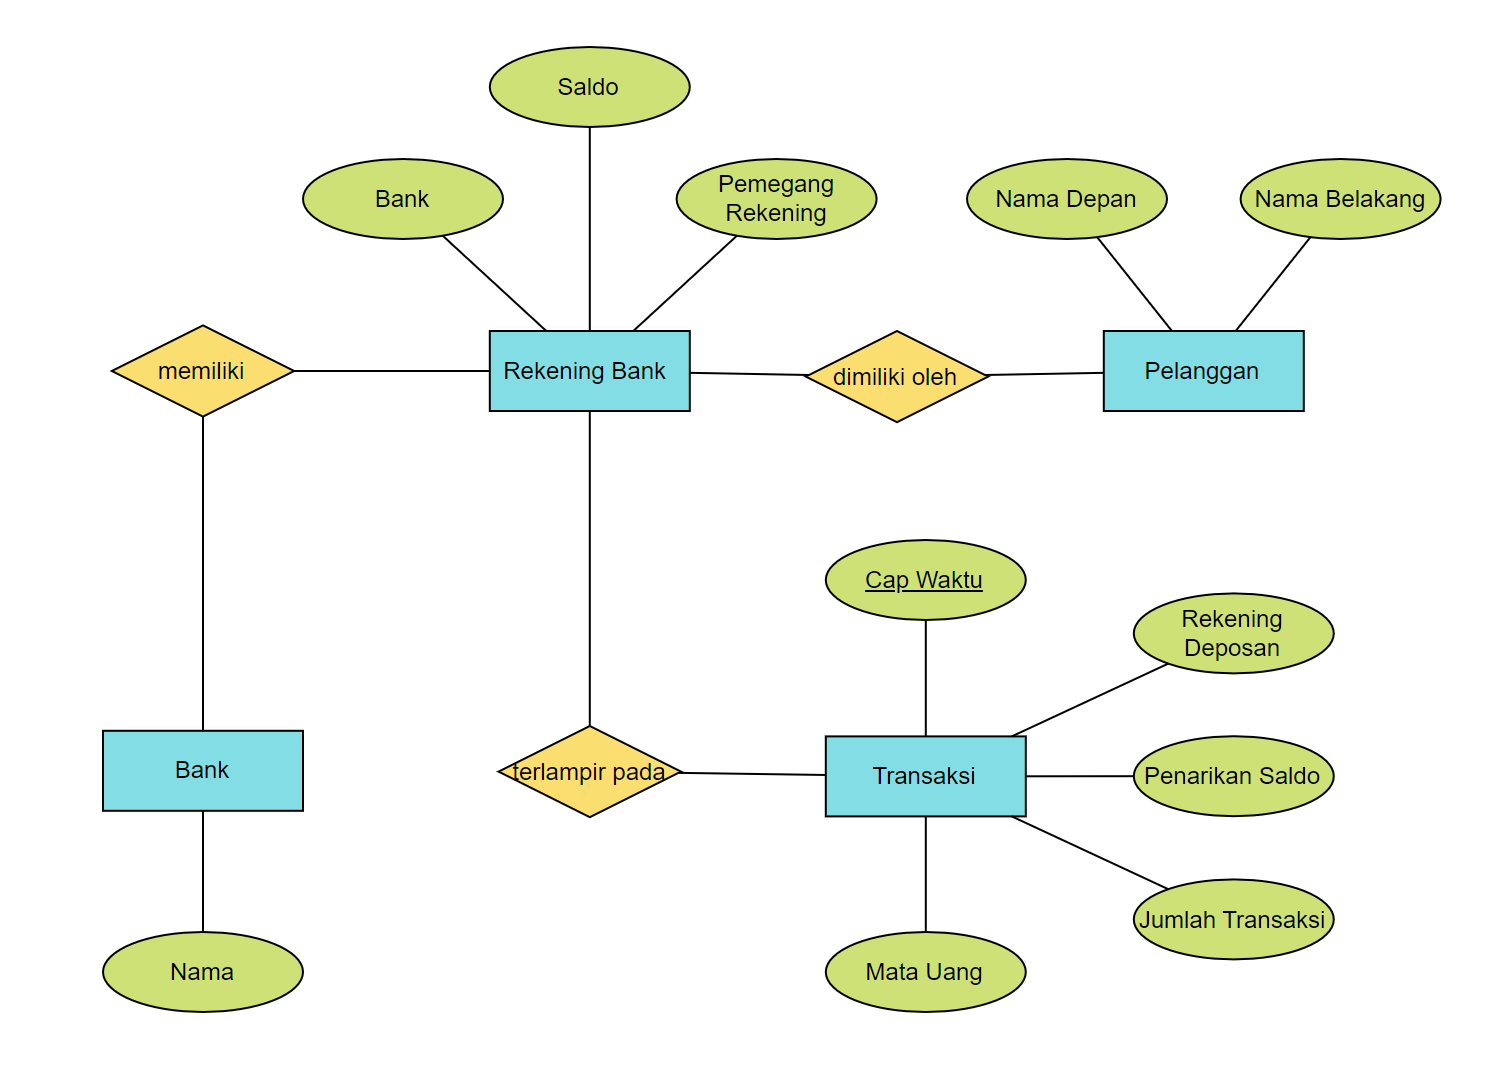 Saldo
Bank
Pemegang
Rekening
Nama Depan
Nama Belakang
memiliki
Rekening Bank
dimiliki oleh
Pelanggan
Cap Waktu
Rekening
Deposan
Bank
terlampir pada
Transaksi
Penarikan Saldo
Jumlah Transaksi
Nama
Mata Uang